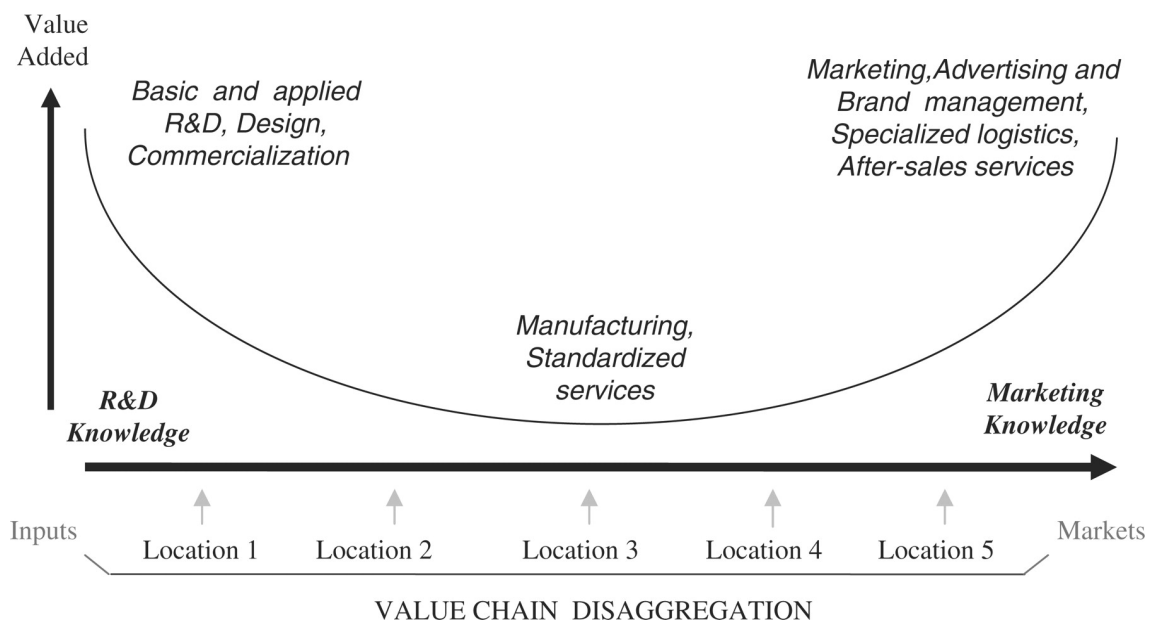 Value
Added
Basic and applied
R&D, Design,
Commercialization
Marketing,Advertising and
Brand management,
Specialized logistics,
After-sales services
Manufacturing,
Standardized
services
R&D
Knowledge
Marketing
Knowledge
Inputs
Location 1
Location 2
Location 3
Location 4
Location 5
Markets
VALUE CHAIN DISAGGREGATION